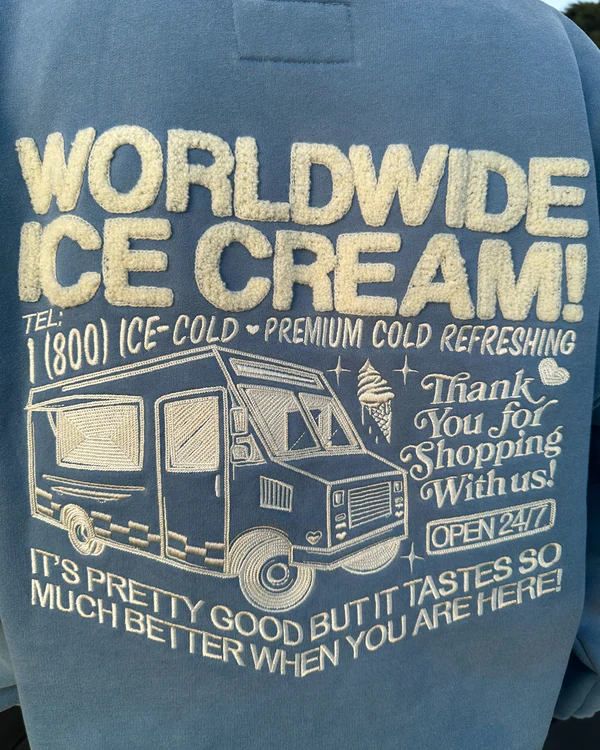 WORLDWIDE
ICE CREAM!
TEL:
1 (800) ICE-COLD ♥ PREMIUM COLD REFRESHING
Thank
You for
Shopping
With us!
OPEN 24/7
IT'S PRETTY GOOD BUT IT TASTES SO
MUCH BETTER WHEN YOU ARE HERE!